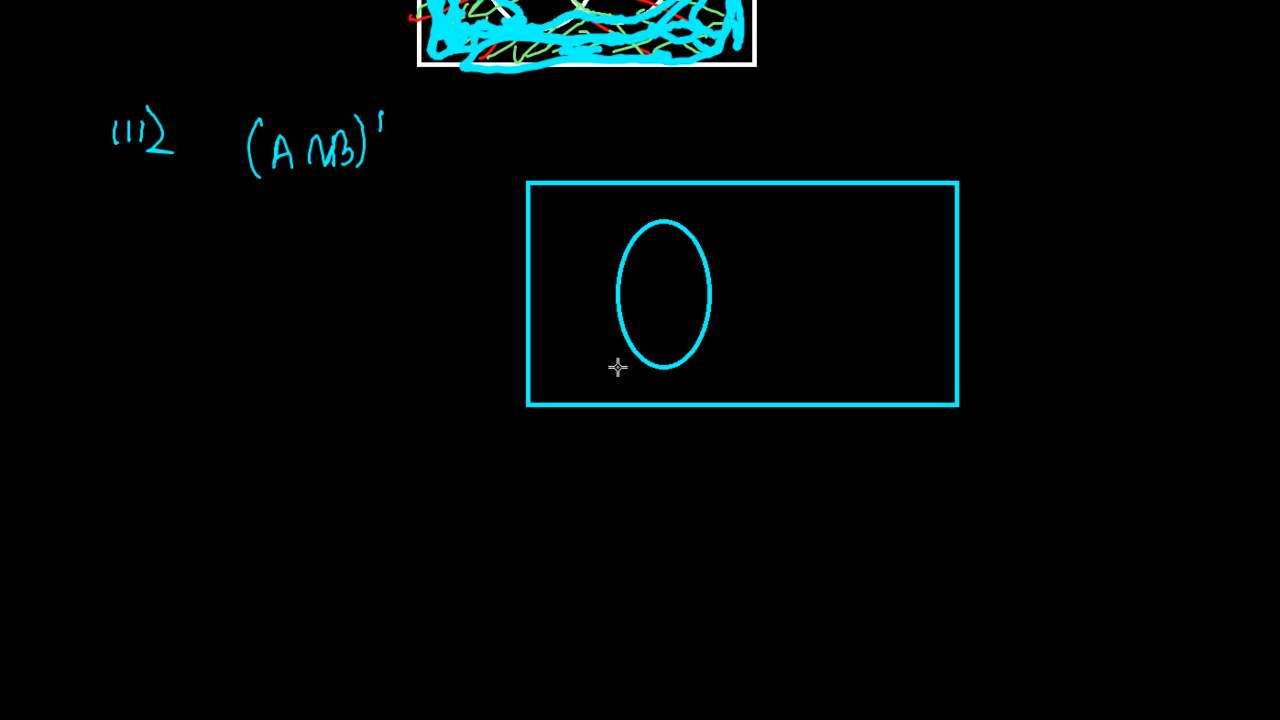 (iii) (A ∩ B)'